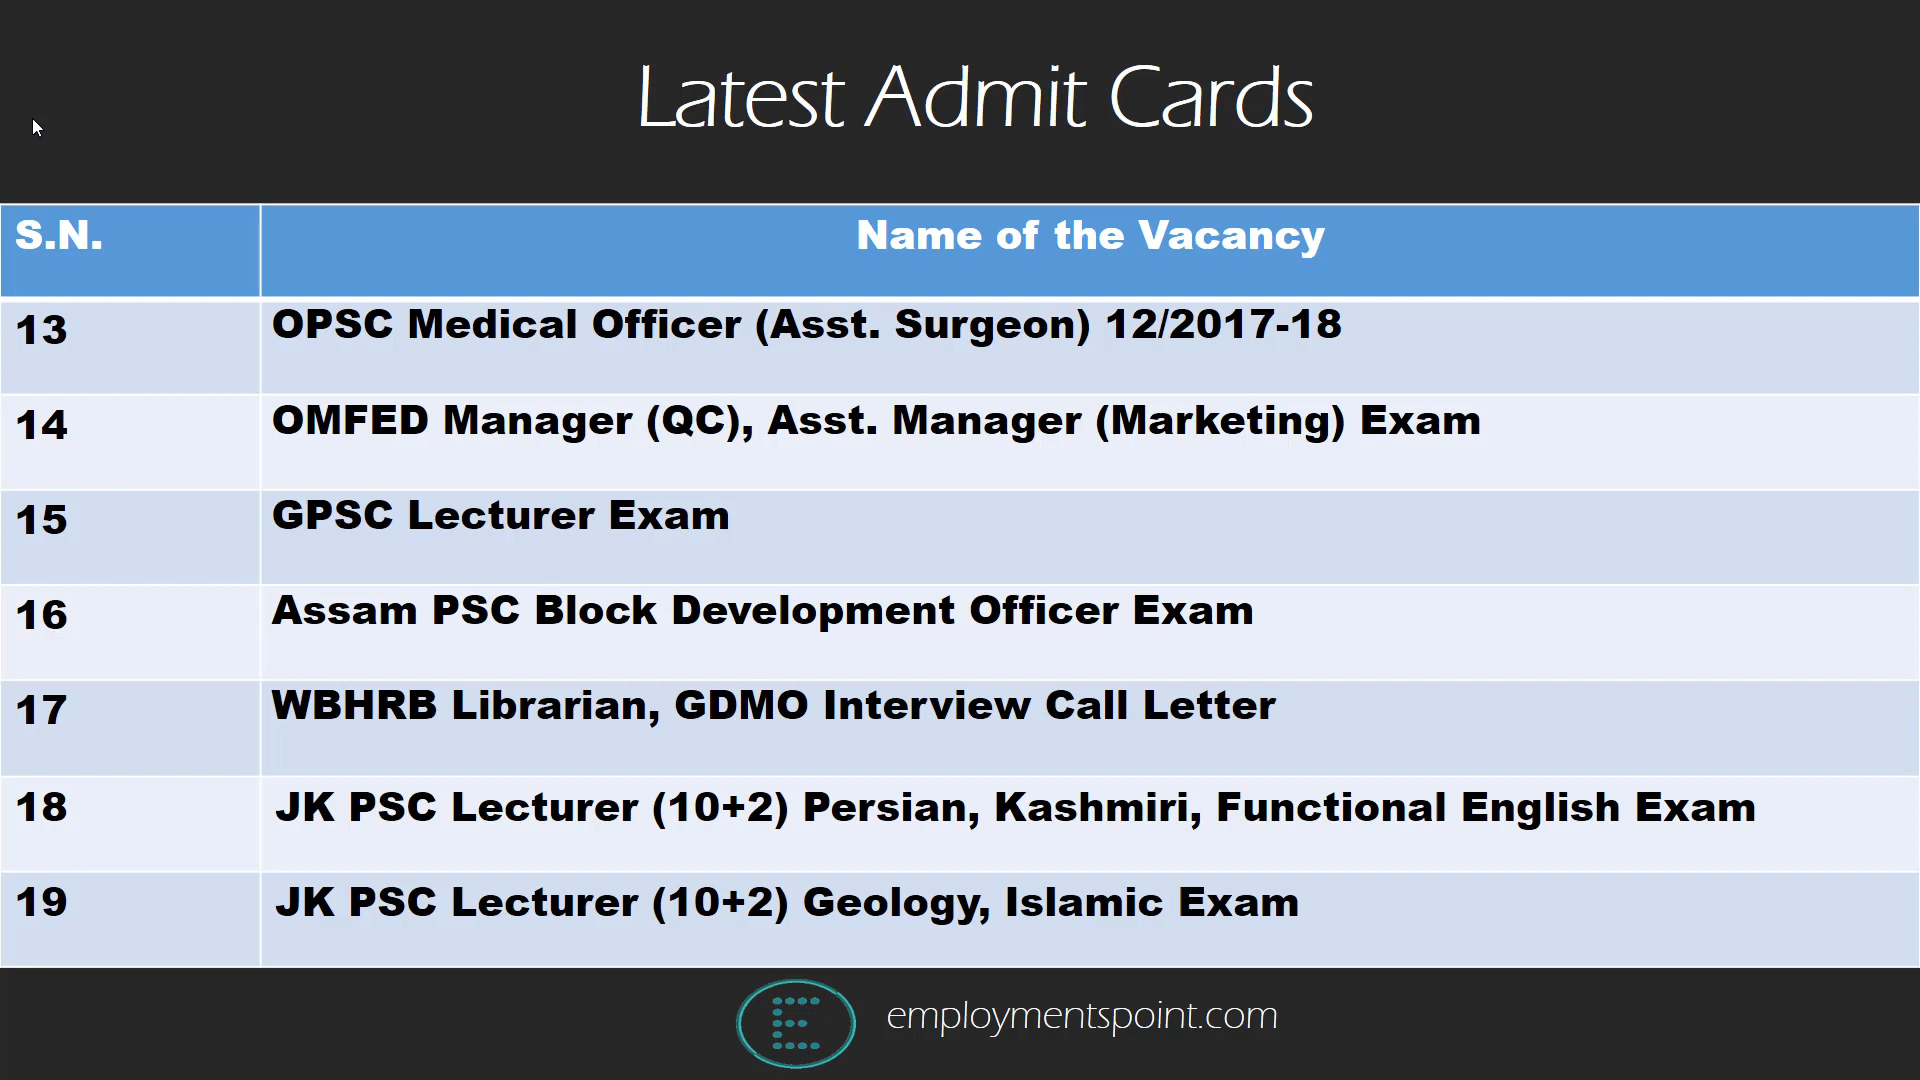 Latest Admit Cards
S.N. Name of the Vacancy
13 OPSC Medical Officer (Asst. Surgeon) 12/2017-18
14 OMFED Manager (QC), Asst. Manager (Marketing) Exam
15 GPSC Lecturer Exam
16 Assam PSC Block Development Officer Exam
17 WBHRB Librarian, GDMO Interview Call Letter
18 JK PSC Lecturer (10+2) Persian, Kashmiri, Functional English Exam
19 JK PSC Lecturer (10+2) Geology, Islamic Exam
E employmentspoint.com